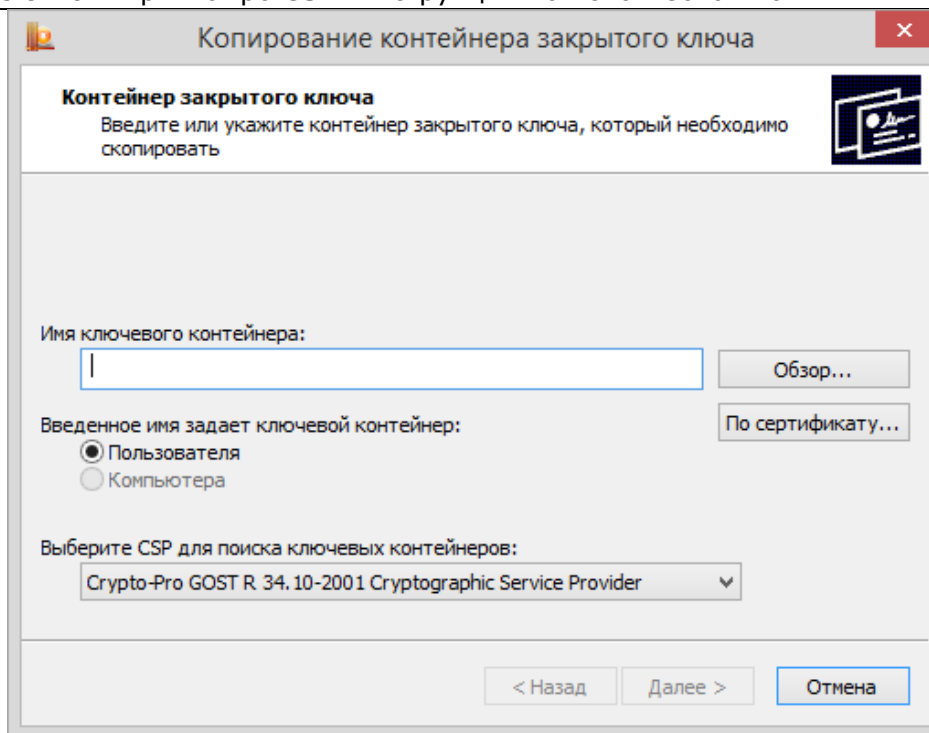 Копирование контейнера закрытого ключа
Контейнер закрытого ключа
Введите или укажите контейнер закрытого ключа, который необходимо
скопировать
Имя ключевого контейнера:
Обзор...
Введенное имя задает ключевой контейнер:
По сертификату...
Пользователя
Компьютера
Выберите CSP для поиска ключевых контейнеров:
Crypto-Pro GOST R 34.10-2001 Cryptographic Service Provider
< Назад
Далее >
Отмена